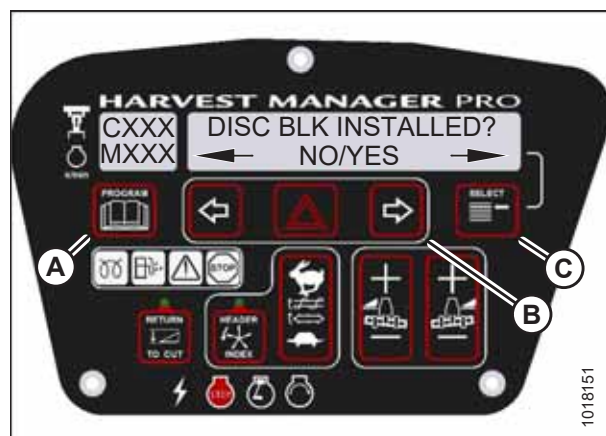 HARVEST MANAGER PRO
CXXX
MXXX
DISC BLK INSTALLED?
NO/YES
PROGRAM
SELECT
A
B
C
STOP
RETURN
TO CUT
HEADER
INDEX
STOP
1018151